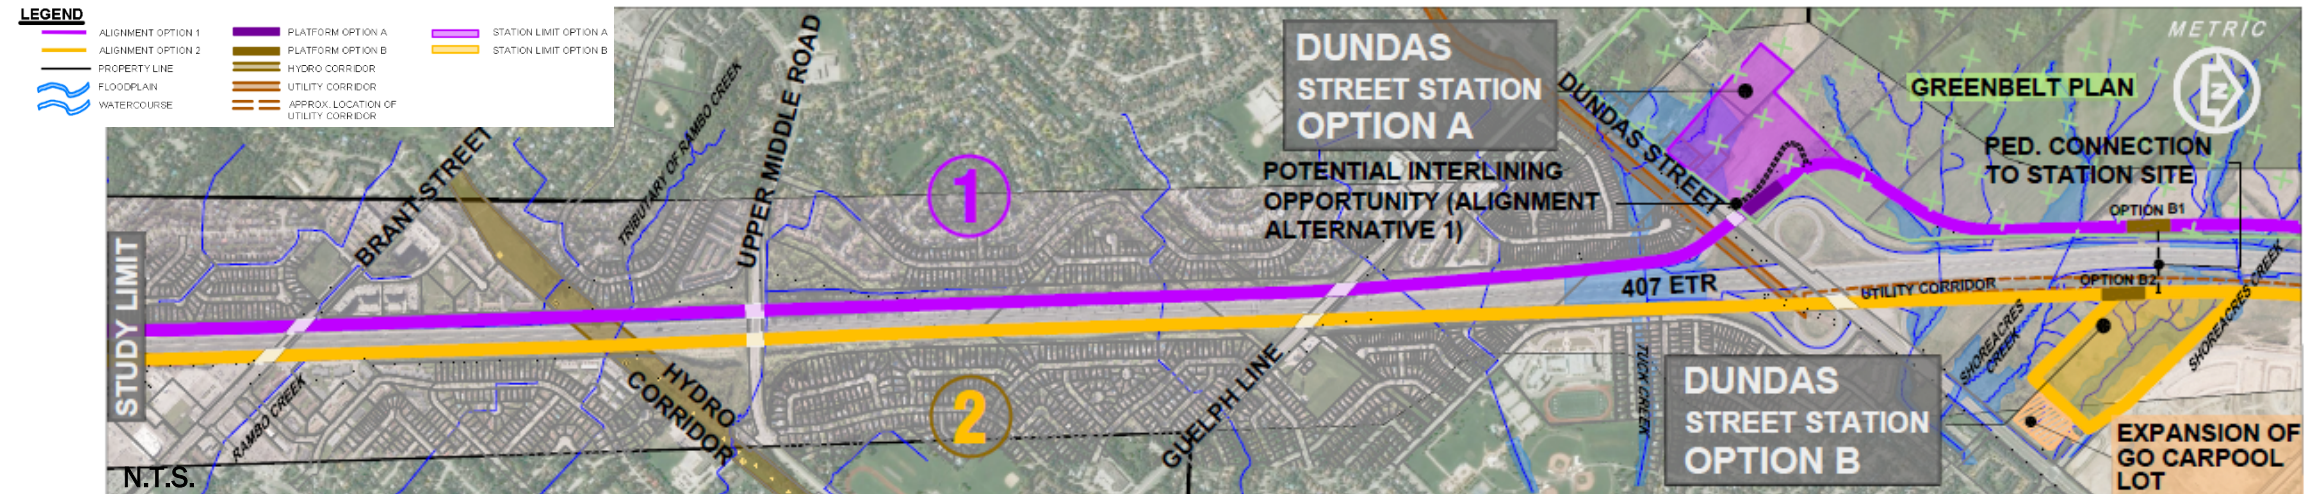 LEGEND
ALIGNMENT OPTION 1
ALIGNMENT OPTION 2
PROPERTY LINE
FLOODPLAIN
WATERCOURSE
PLATFORM OPTION A
PLATFORM OPTION B
HYDRO CORRIDOR
UTILITY CORRIDOR
APPROX. LOCATION OF
UTILITY CORRIDOR
STATION LIMIT OPTION A
STATION LIMIT OPTION B
STUDY LIMIT
N.T.S.
BRANT STREET
RAMBO CREEK
TRIBUTARY OF RAMBO CREEK
HYDRO
CORRIDOR
UPPER MIDDLE ROAD
1
2
GUELPH LINE
DUNDAS
STREET STATION
OPTION A
POTENTIAL INTERLINING
OPPORTUNITY (ALIGNMENT
ALTERNATIVE 1)
DUNDAS STREET
407 ETR
TUCK CREEK
UTILITY CORRIDOR
DUNDAS
STREET STATION
OPTION B
METRIC
N
GREENBELT PLAN
PED. CONNECTION
TO STATION SITE
OPTION B1
OPTION B2
SHOREACRES
CREEK
SHOREACRES CREEK
EXPANSION OF
GO CARPOOL
LOT